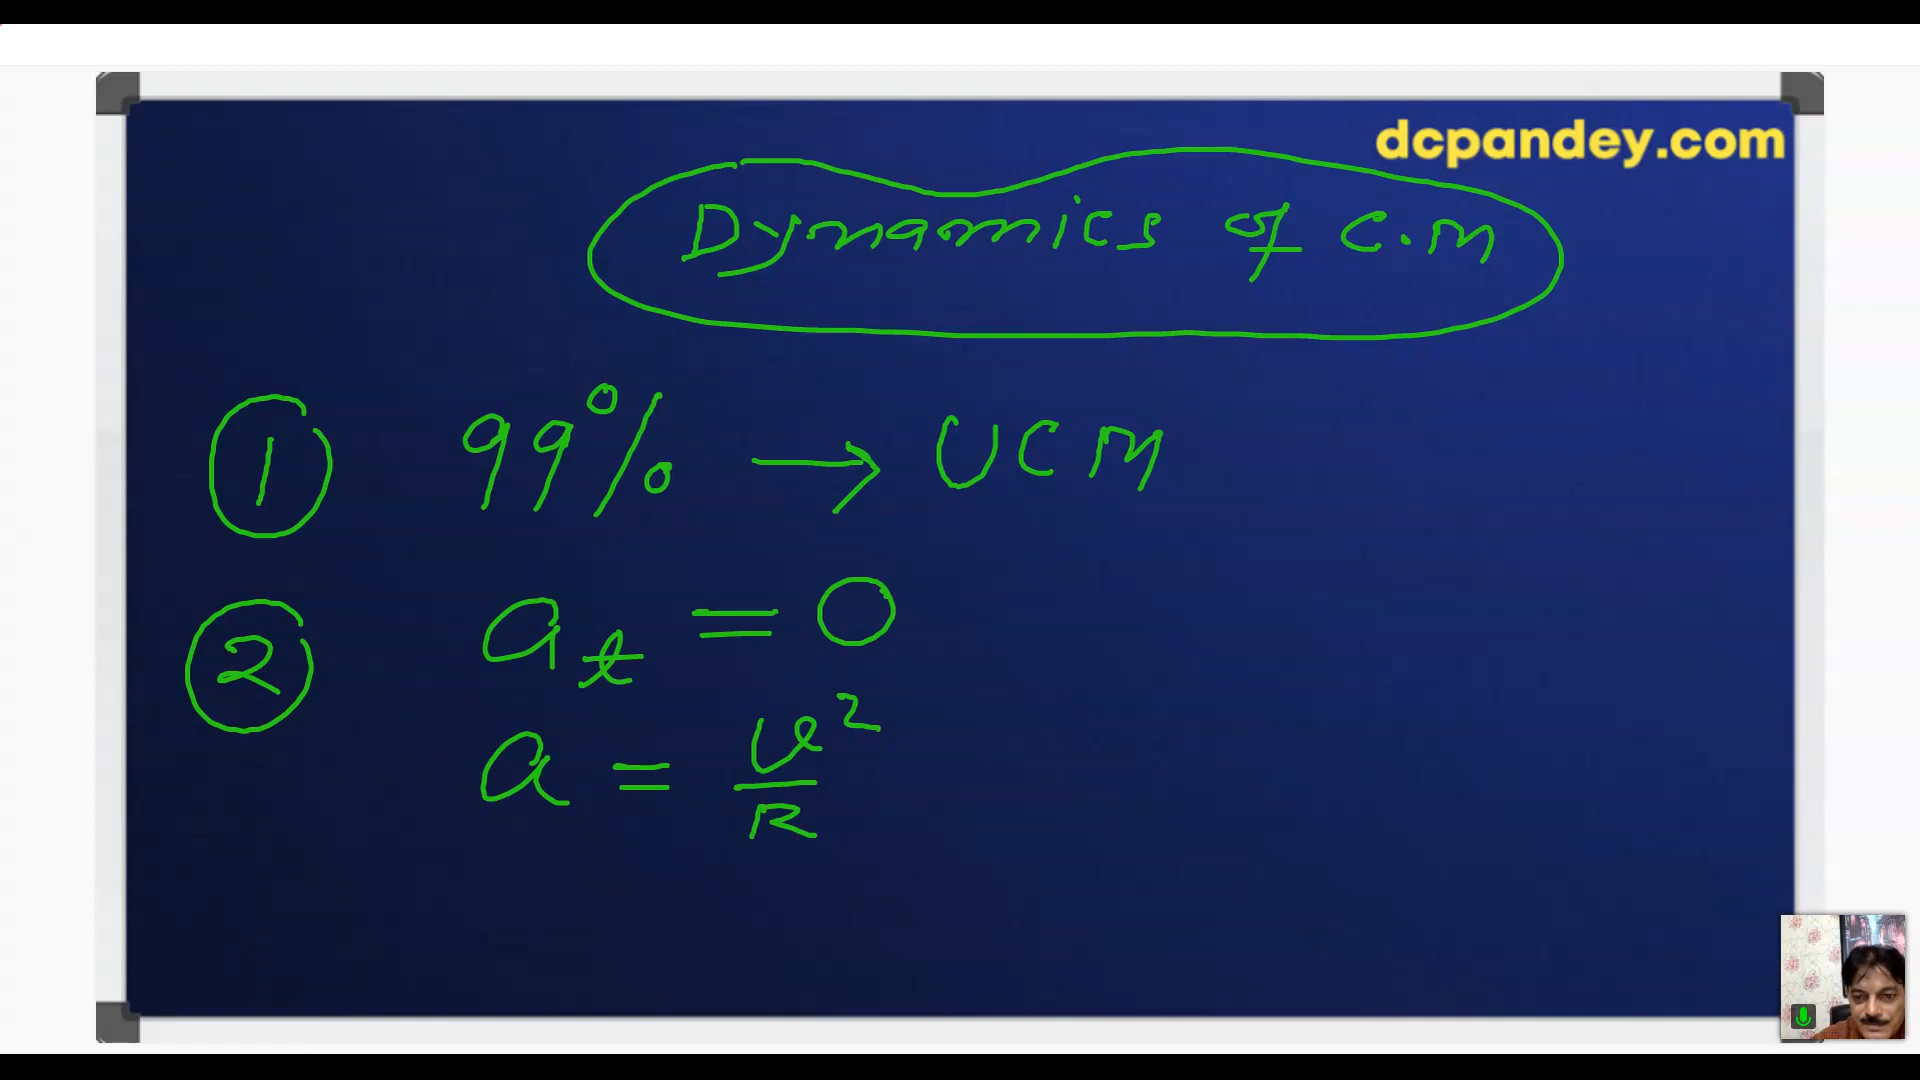 dcpandey.com
Dynamics of C.M
1 99% → UCM
2 at = 0
a = v²/R